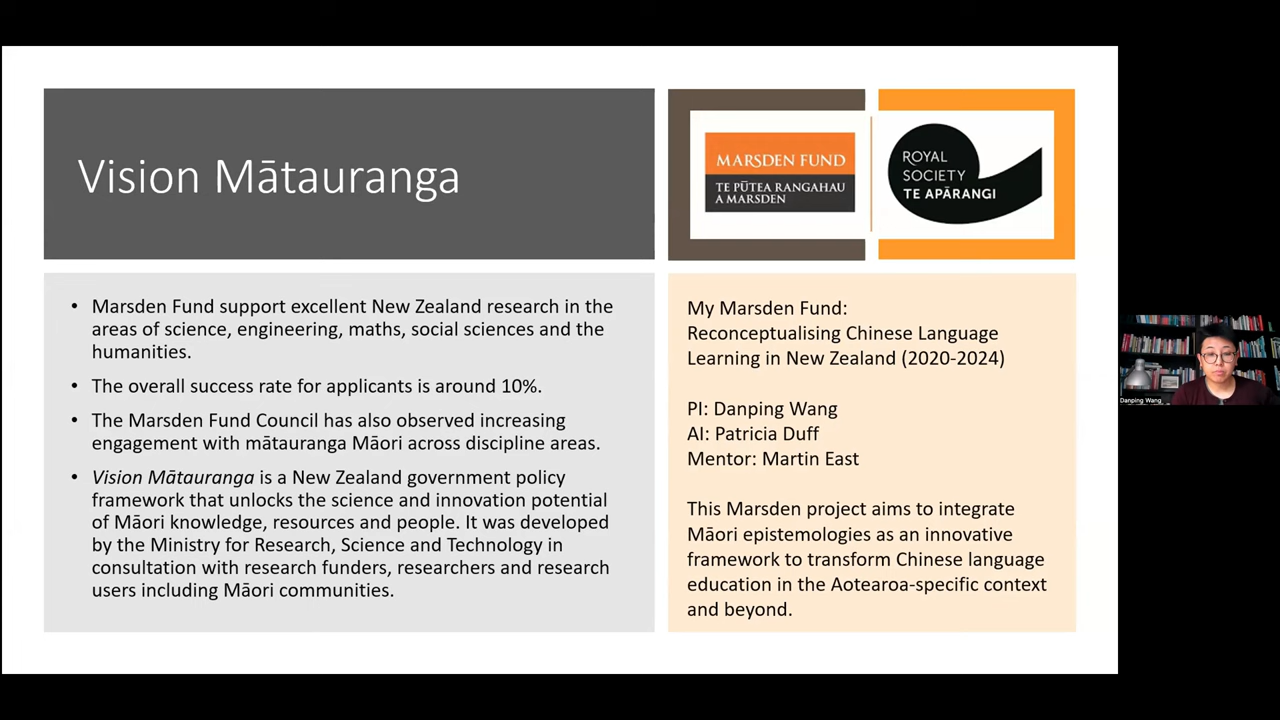 Vision Mātauranga
MARSDEN FUND
TE PŪTEA RANGAHAU
A MARSDEN
ROYAL
SOCIETY
TE APĀRANGI
• Marsden Fund support excellent New Zealand research in the
areas of science, engineering, maths, social sciences and the
humanities.
• The overall success rate for applicants is around 10%.
• The Marsden Fund Council has also observed increasing
engagement with mātauranga Māori across discipline areas.
• Vision Mātauranga is a New Zealand government policy
framework that unlocks the science and innovation potential
of Māori knowledge, resources and people. It was developed
by the Ministry for Research, Science and Technology in
consultation with research funders, researchers and research
users including Māori communities.
My Marsden Fund:
Reconceptualising Chinese Language
Learning in New Zealand (2020-2024)
PI: Danping Wang
AI: Patricia Duff
Mentor: Martin East
This Marsden project aims to integrate
Māori epistemologies as an innovative
framework to transform Chinese language
education in the Aotearoa-specific context
and beyond.
Danping Wang